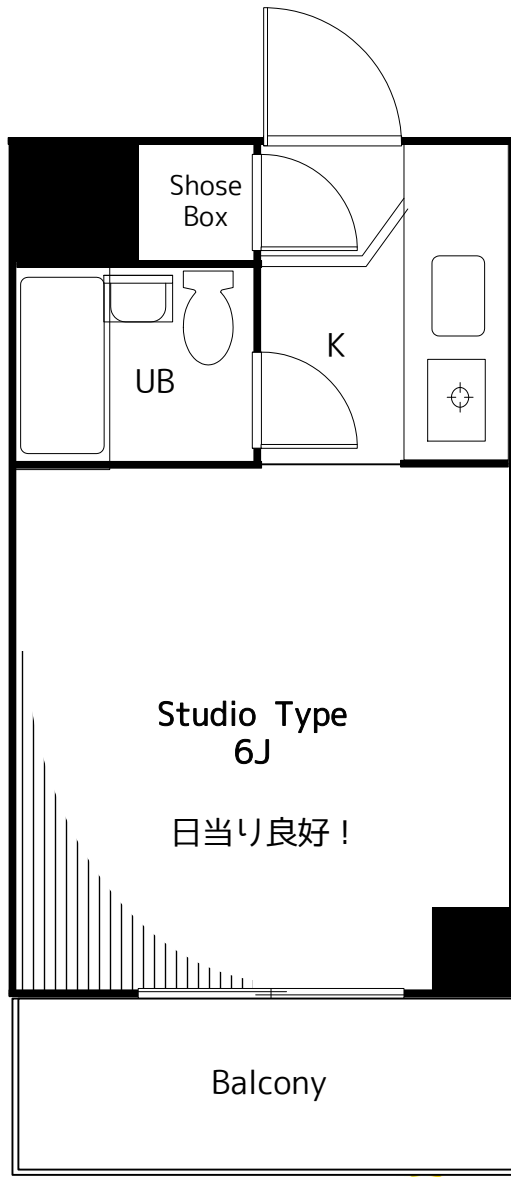 Shose
Box
K
UB
Studio Type
6J
日当り良好！
Balcony